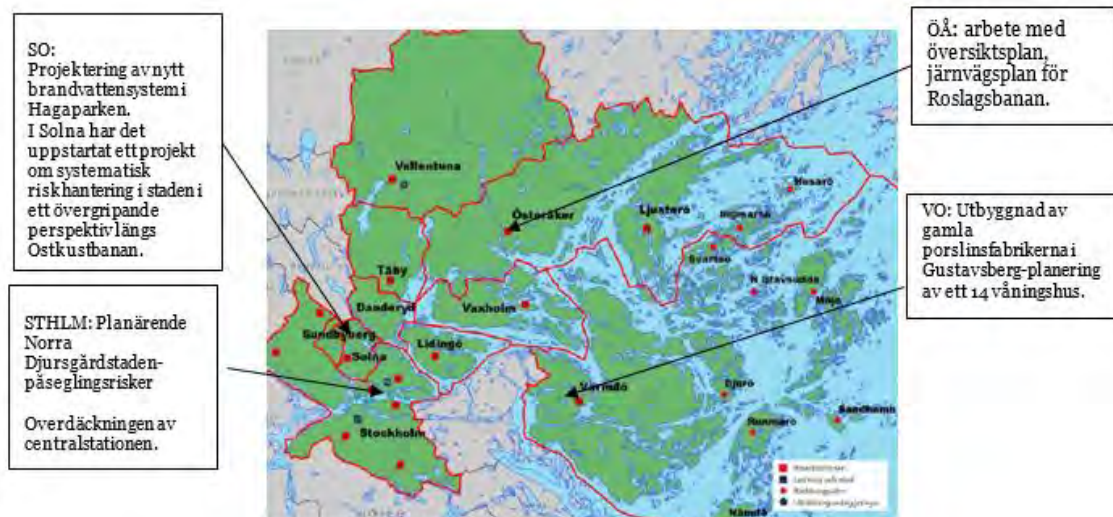 SO:
Projektering av nytt
brandvattensystem i
Hagaparken.
I Solna har det
uppstartat ett projekt
om systematisk
riskhantering i staden i
ett övergripande
perspektiv längs
Ostkustbanan.
STHLM: Planärende
Norra
Djursgårdstaden-
påseglingsrisker
Overdäckningen av
centralstationen.
ÖÅ: arbete med
översiktsplan,
järnvägsplan för
Roslagsbanan.
VO: Utbyggnad av
gamla
porslinsfabrikerna i
Gustavsberg-planering
av ett 14 våningshus.
Vallentuna
Österåker
Ljusterö
Husarö
Ingmarsö
Svartsö
Täby
Danderyd
Vaxholm
Möja
Sundbyberg
Solna
Lidingö
Värmdö
Djurö
Sandhamn
Runmarö
Stockholm
Nämdö